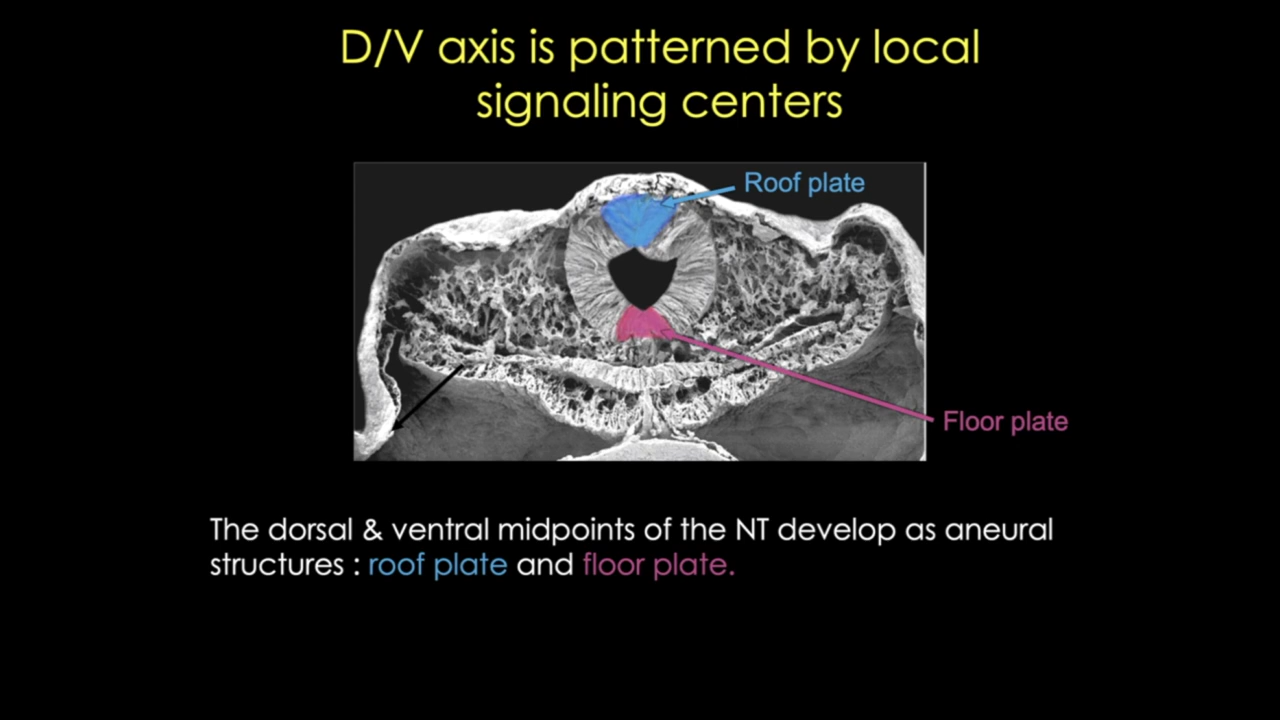 D/V axis is patterned by local
signaling centers
Roof plate
Floor plate
The dorsal & ventral midpoints of the NT develop as aneural
structures : roof plate and floor plate.